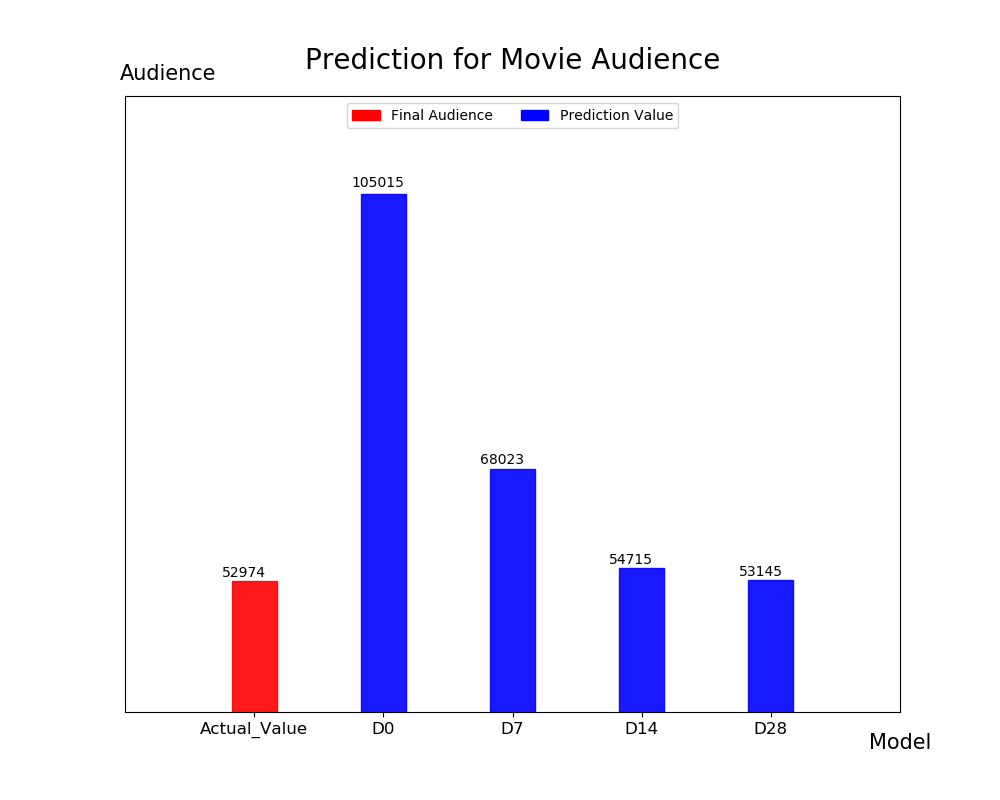 Prediction for Movie Audience
Audience
Final Audience
Prediction Value
105015
68023
54715
53145
52974
Actual_Value
D0
D7
D14
D28
Model